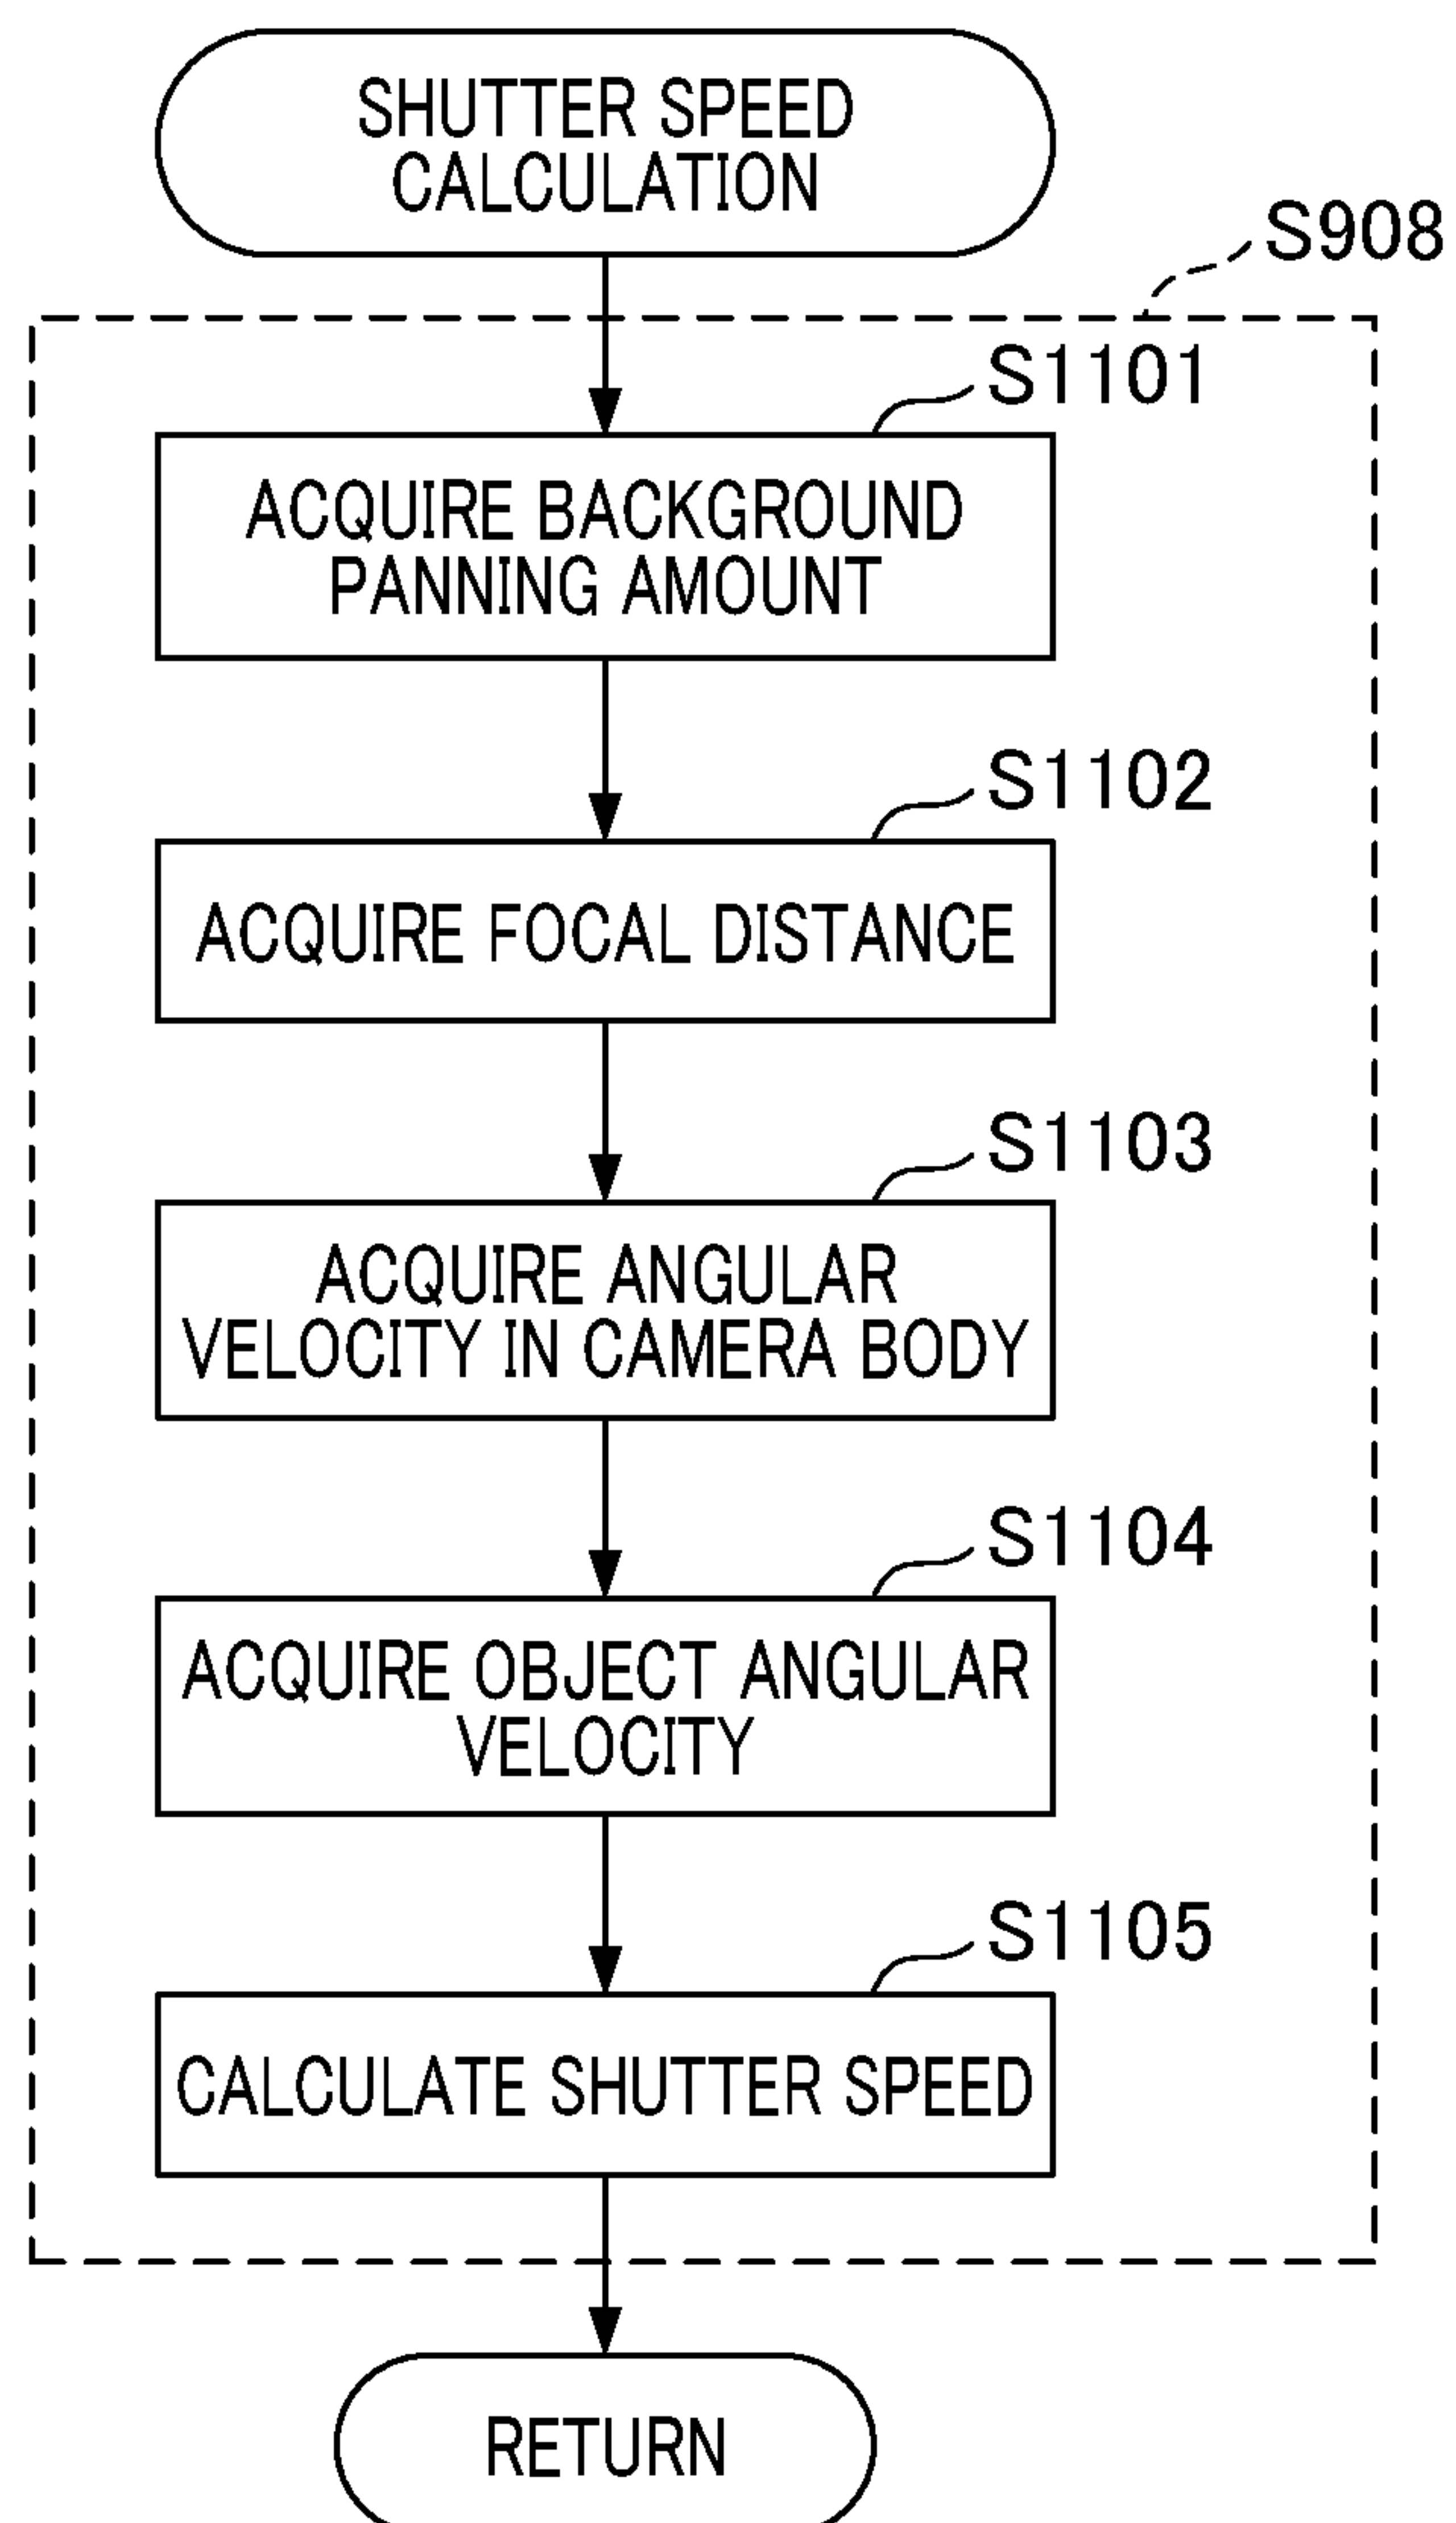 SHUTTER SPEED
CALCULATION
S908
S1101
ACQUIRE BACKGROUND
PANNING AMOUNT
S1102
ACQUIRE FOCAL DISTANCE
S1103
ACQUIRE ANGULAR
VELOCITY IN CAMERA BODY
S1104
ACQUIRE OBJECT ANGULAR
VELOCITY
S1105
CALCULATE SHUTTER SPEED
RETURN